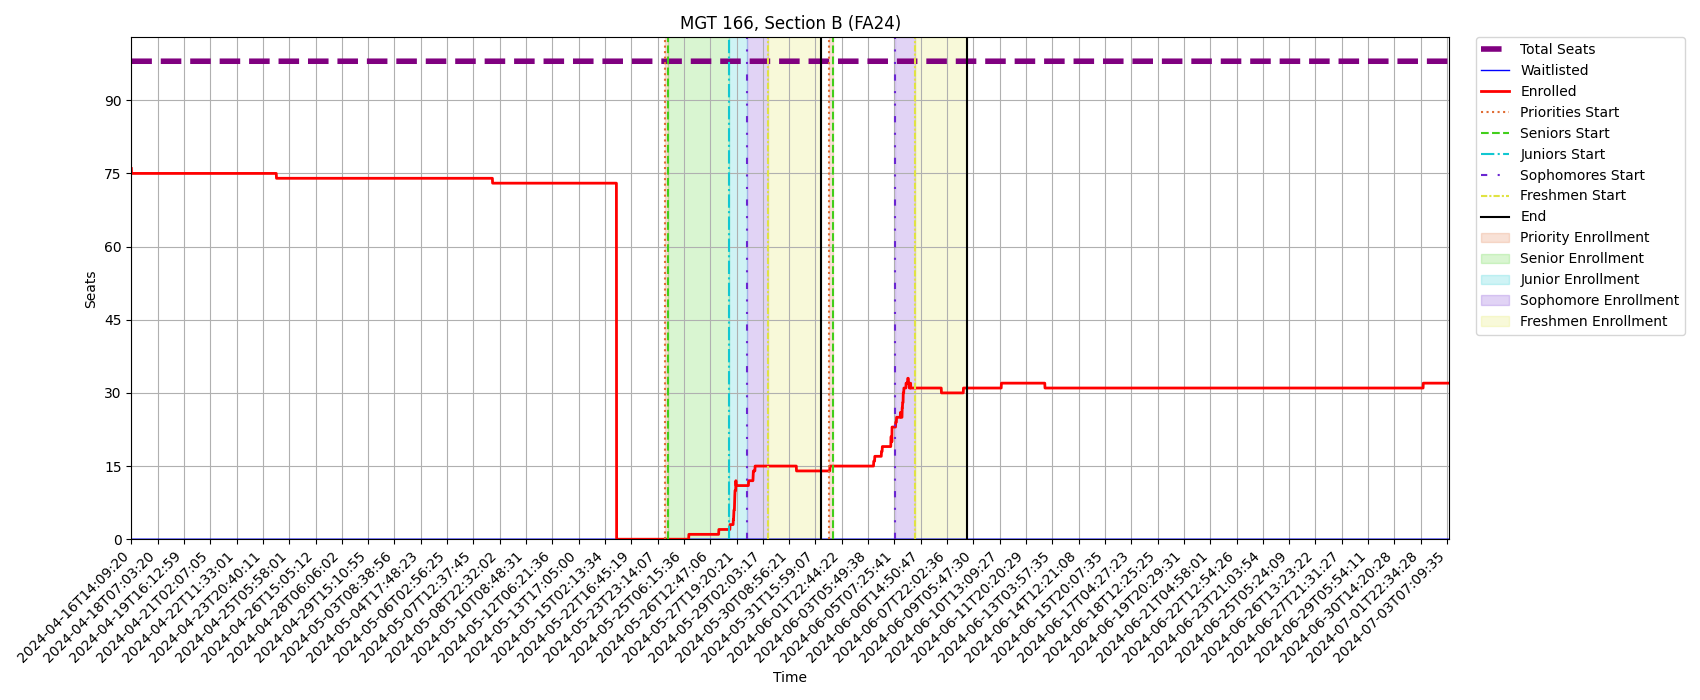 MGT 166, Section B (FA24)
Total Seats
Waitlisted
Enrolled
Priorities Start
Seniors Start
Juniors Start
Sophomores Start
Freshmen Start
End
Priority Enrollment
Senior Enrollment
Junior Enrollment
Sophomore Enrollment
Freshmen Enrollment
Seats
90
75
60
45
30
15
0
2024-04-16T14:09:20
2024-04-18T07:03:20
2024-04-19T16:12:59
2024-04-21T02:07:05
2024-04-22T11:33:01
2024-04-23T20:40:11
2024-04-25T05:58:01
2024-04-26T15:05:12
2024-04-28T06:06:02
2024-04-29T15:10:55
2024-05-03T08:38:56
2024-05-04T17:48:23
2024-05-06T02:56:25
2024-05-07T12:37:45
2024-05-08T22:32:02
2024-05-10T08:48:31
2024-05-12T06:21:36
2024-05-13T17:05:00
2024-05-15T02:13:34
2024-05-22T16:45:19
2024-05-23T23:14:07
2024-05-25T06:15:36
2024-05-26T12:47:06
2024-05-27T19:20:21
2024-05-29T02:03:17
2024-05-30T08:56:21
2024-05-31T15:59:07
2024-06-01T22:44:22
2024-06-03T05:49:38
2024-06-05T07:25:41
2024-06-06T14:50:47
2024-06-07T22:02:36
2024-06-09T05:47:30
2024-06-10T13:09:27
2024-06-11T20:20:29
2024-06-13T03:57:35
2024-06-14T12:21:08
2024-06-15T20:07:35
2024-06-17T04:27:23
2024-06-18T12:25:25
2024-06-19T20:29:31
2024-06-21T04:58:01
2024-06-22T12:54:26
2024-06-23T21:03:54
2024-06-25T05:24:09
2024-06-26T13:23:22
2024-06-27T21:31:27
2024-06-29T05:54:11
2024-06-30T14:20:28
2024-07-01T22:34:28
2024-07-03T07:09:35
Time